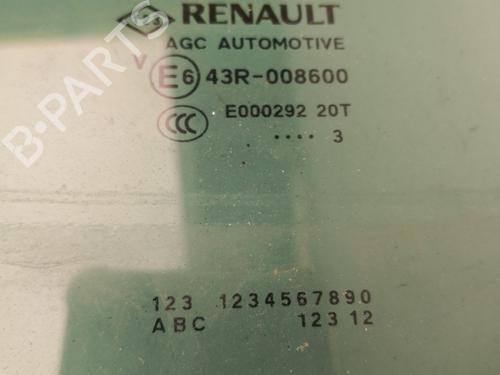 RENAULT
AGC AUTOMOTIVE
V E6 43R-008600
CCC E000292 20T
.... 3
123 1234567890
ABC 123 12
B-PARTS